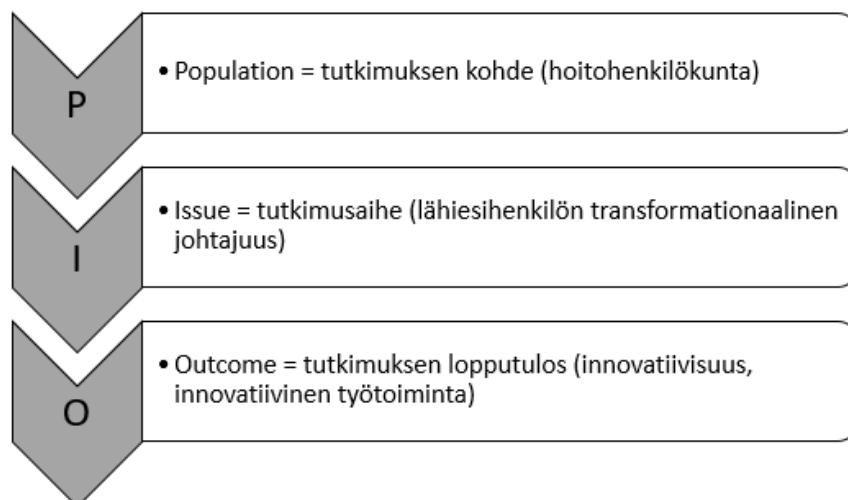 P
• Population = tutkimuksen kohde (hoitohenkilökunta)
I
• Issue = tutkimusaihe (lähiesihenkilön transformationaalinen
johtajuus)
O
• Outcome = tutkimuksen lopputulos (innovatiivisuus,
innovatiivinen työtoiminta)